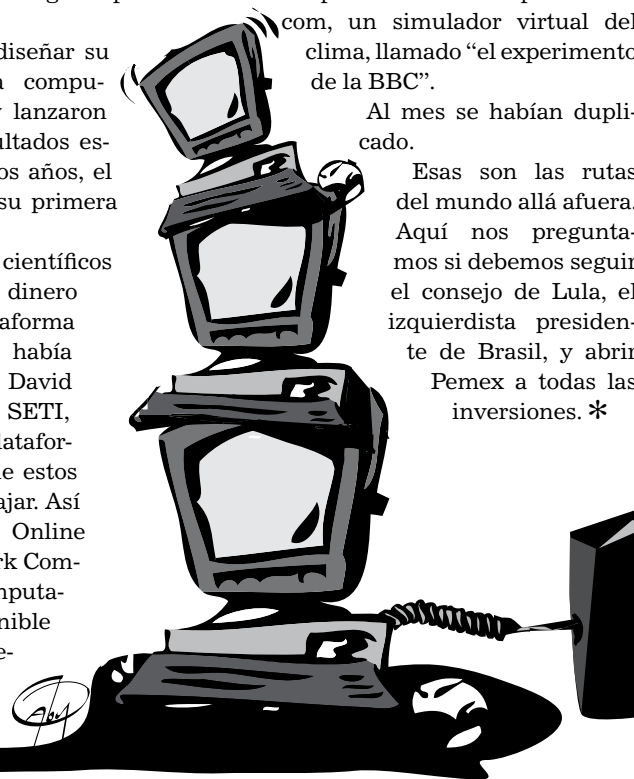 diseñar su
compu-
lanzaron
ultados es-
os años, el
su primera
científicos
dinero
aforma
había
David
SETI,
latafor-
e estos
ajar. Así
Online
rk Com-
mputa-
nible
e-
com, un simulador virtual del
clima, llamado “el experimento
de la BBC”.
Al mes se habían dupli-
cado.
Esas son las rutas
del mundo allá afuera.
Aquí nos pregunta-
mos si debemos seguir
el consejo de Lula, el
izquierdista presiden-
te de Brasil, y abrir
Pemex a todas las
inversiones. *